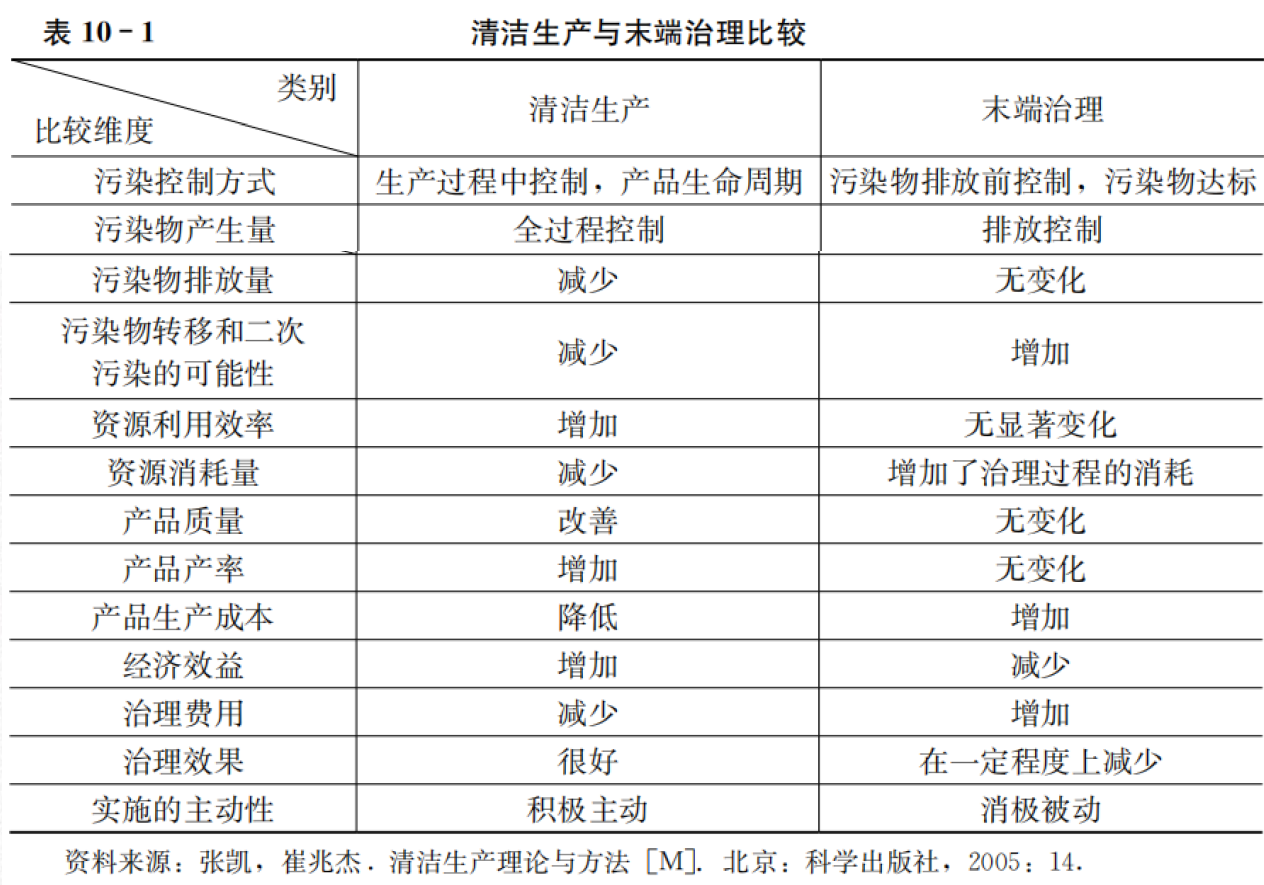 表 10-1 清洁生产与末端治理比较
类别
比较维度 清洁生产 末端治理
污染控制方式 生产过程中控制，产品生命周期 污染物排放前控制，污染物达标
污染物产生量 全过程控制 排放控制
污染物排放量 减少 无变化
污染物转移和二次
污染的可能性 减少 增加
资源利用效率 增加 无显著变化
资源消耗量 减少 增加了治理过程的消耗
产品质量 改善 无变化
产品产率 增加 无变化
产品生产成本 降低 增加
经济效益 增加 减少
治理费用 减少 增加
治理效果 很好 在一定程度上减少
实施的主动性 积极主动 消极被动
资料来源：张凯，崔兆杰．清洁生产理论与方法［M］．北京：科学出版社，2005：14．